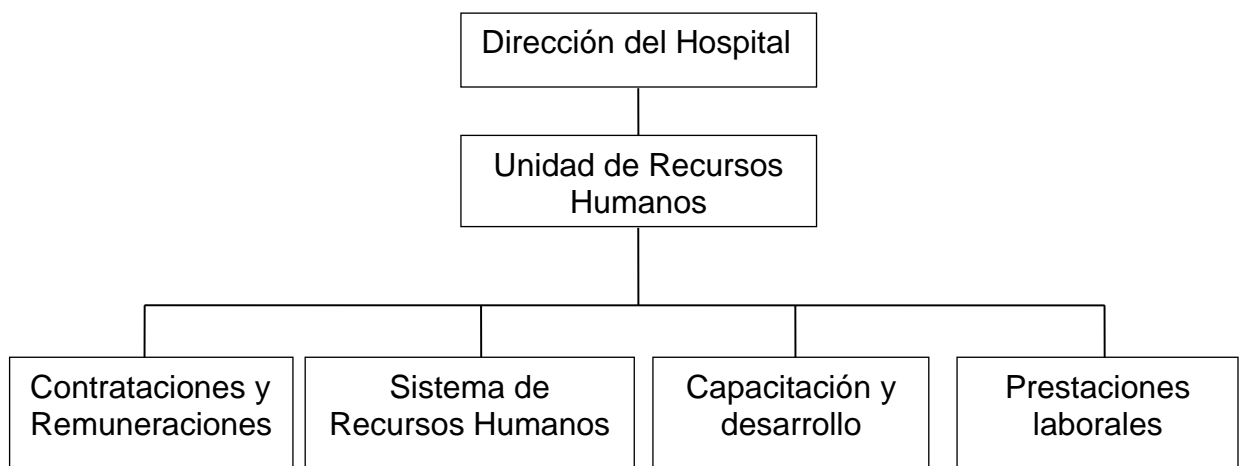 Dirección del Hospital
Unidad de Recursos
Humanos
Contrataciones y
Remuneraciones
Sistema de
Recursos Humanos
Capacitación y
desarrollo
Prestaciones
laborales